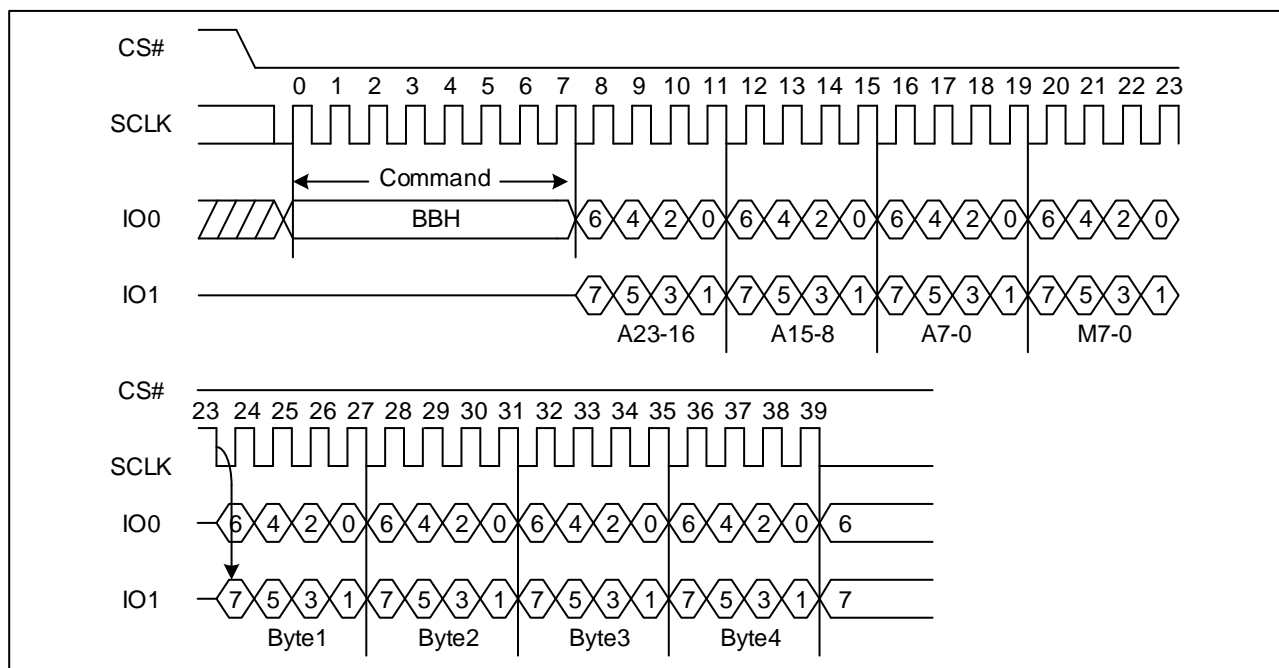 CS#
0 1 2 3 4 5 6 7 8 9 10 11 12 13 14 15 16 17 18 19 20 21 22 23
SCLK
Command
IO0 BBH 6 4 2 0 6 4 2 0 6 4 2 0 6 4 2 0
IO1 7 5 3 1 7 5 3 1 7 5 3 1 7 5 3 1
A23-16 A15-8 A7-0 M7-0
CS#
23 24 25 26 27 28 29 30 31 32 33 34 35 36 37 38 39
SCLK
IO0 6 4 2 0 6 4 2 0 6 4 2 0 6 4 2 0 6
IO1 7 5 3 1 7 5 3 1 7 5 3 1 7 5 3 1 7
Byte1 Byte2 Byte3 Byte4